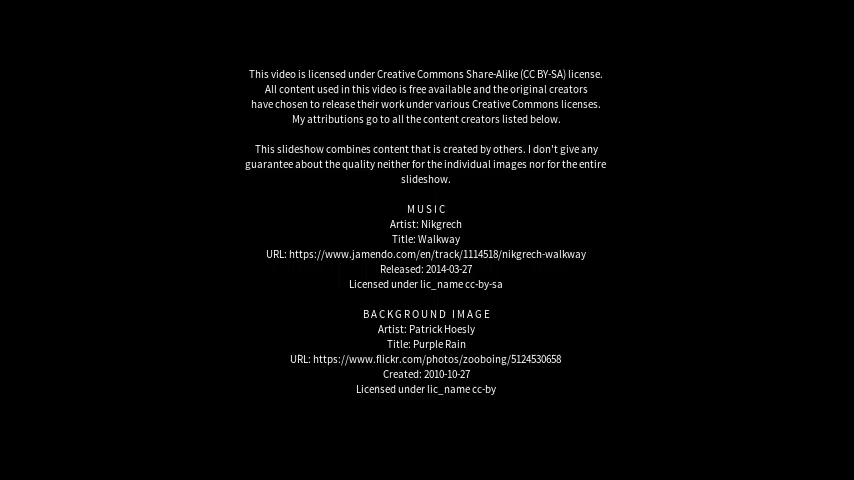 This video is licensed under Creative Commons Share-Alike (CC BY-SA) license.
All content used in this video is free available and the original creators
have chosen to release their work under various Creative Commons licenses.
My attributions go to all the content creators listed below.
This slideshow combines content that is created by others. I don't give any
guarantee about the quality neither for the individual images nor for the entire
slideshow.
MUSIC
Artist: Nikgrech
Title: Walkway
URL: https://www.jamendo.com/en/track/1114518/nikgrech-walkway
Released: 2014-03-27
Licensed under lic_name cc-by-sa
BACKGROUND IMAGE
Artist: Patrick Hoesly
Title: Purple Rain
URL: https://www.flickr.com/photos/zooboing/5124530658
Created: 2010-10-27
Licensed under lic_name cc-by